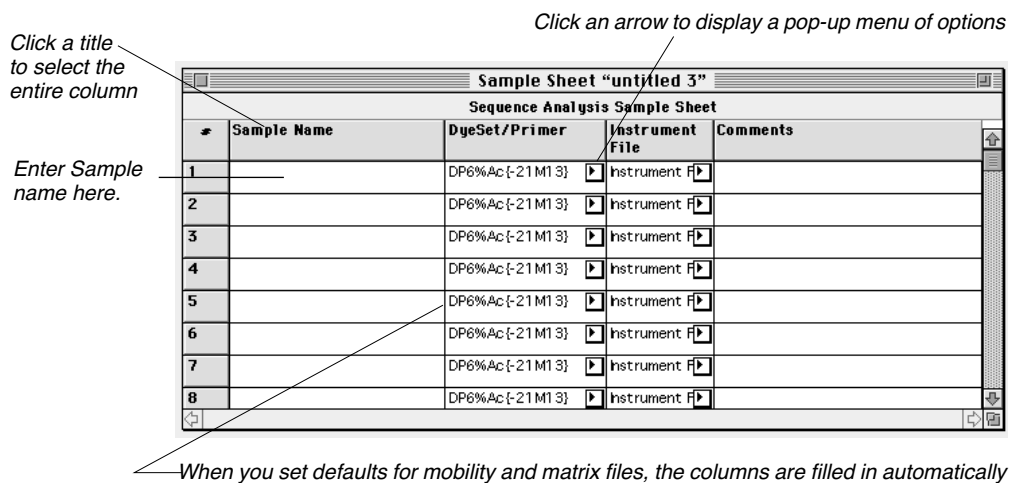 Click an arrow to display a pop-up menu of options
Click a title
to select the
entire column
Sample Sheet “untitled 3”
Sequence Analysis Sample Sheet
# Sample Name DyeSet/Primer Instrument File Comments
Enter Sample
name here.
1 DP6%Ac{-21M13} Instrument F
2 DP6%Ac{-21M13} Instrument F
3 DP6%Ac{-21M13} Instrument F
4 DP6%Ac{-21M13} Instrument F
5 DP6%Ac{-21M13} Instrument F
6 DP6%Ac{-21M13} Instrument F
7 DP6%Ac{-21M13} Instrument F
8 DP6%Ac{-21M13} Instrument F
When you set defaults for mobility and matrix files, the columns are filled in automatically